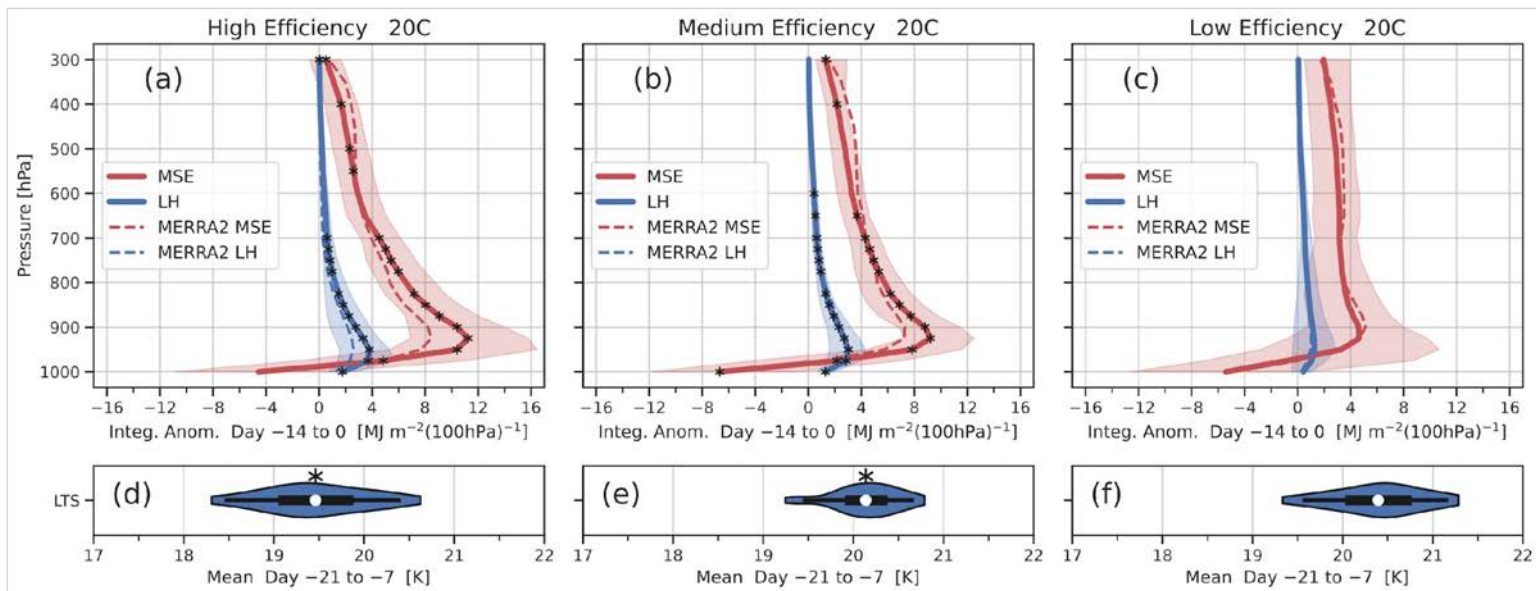 High Efficiency 20C
Medium Efficiency 20C
Low Efficiency 20C
(a)
(b)
(c)
Pressure [hPa]
300
400
500
600
700
800
900
1000
MSE
LH
MERRA2 MSE
MERRA2 LH
MSE
LH
MERRA2 MSE
MERRA2 LH
MSE
LH
MERRA2 MSE
MERRA2 LH
−16 −12 −8 −4 0 4 8 12 16
−16 −12 −8 −4 0 4 8 12 16
−16 −12 −8 −4 0 4 8 12 16
Integ. Anom. Day −14 to 0 [MJ m⁻²(100hPa)⁻¹]
Integ. Anom. Day −14 to 0 [MJ m⁻²(100hPa)⁻¹]
Integ. Anom. Day −14 to 0 [MJ m⁻²(100hPa)⁻¹]
LTS
(d)
(e)
(f)
17 18 19 20 21 22
17 18 19 20 21 22
17 18 19 20 21 22
Mean Day −21 to −7 [K]
Mean Day −21 to −7 [K]
Mean Day −21 to −7 [K]